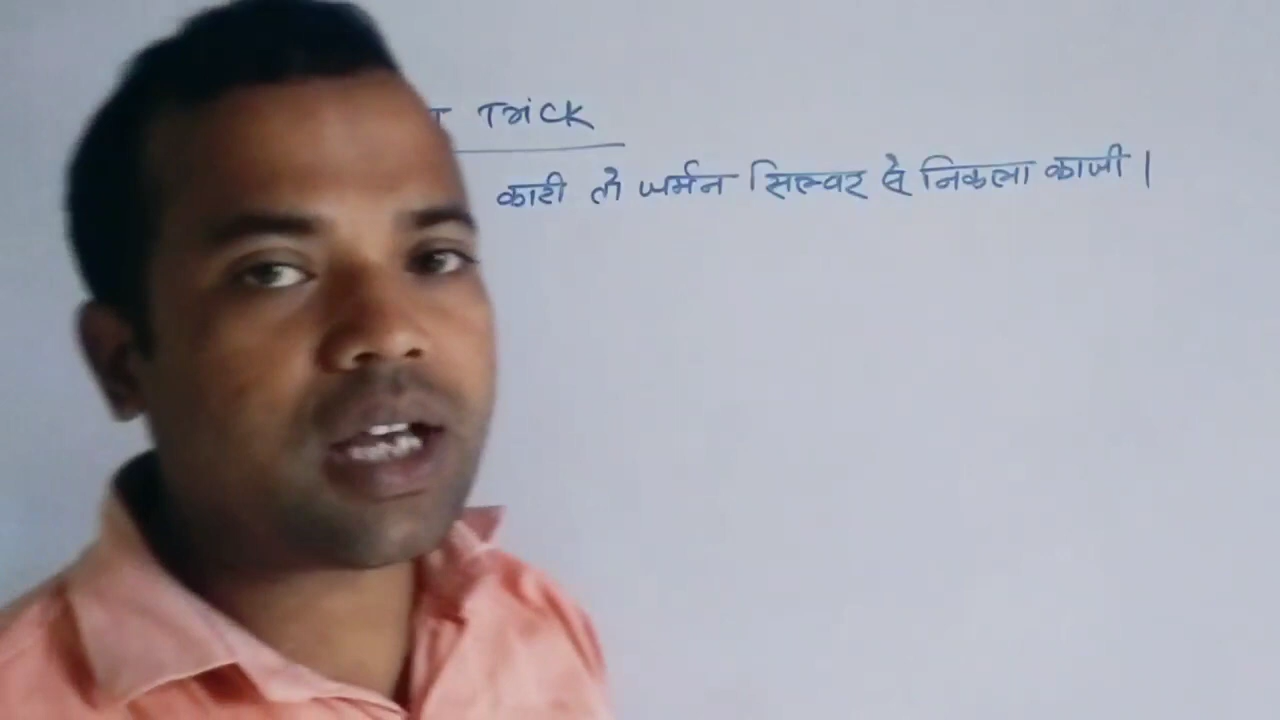 Trick
काटी तो जर्मन सिल्वर से निकला काजी |